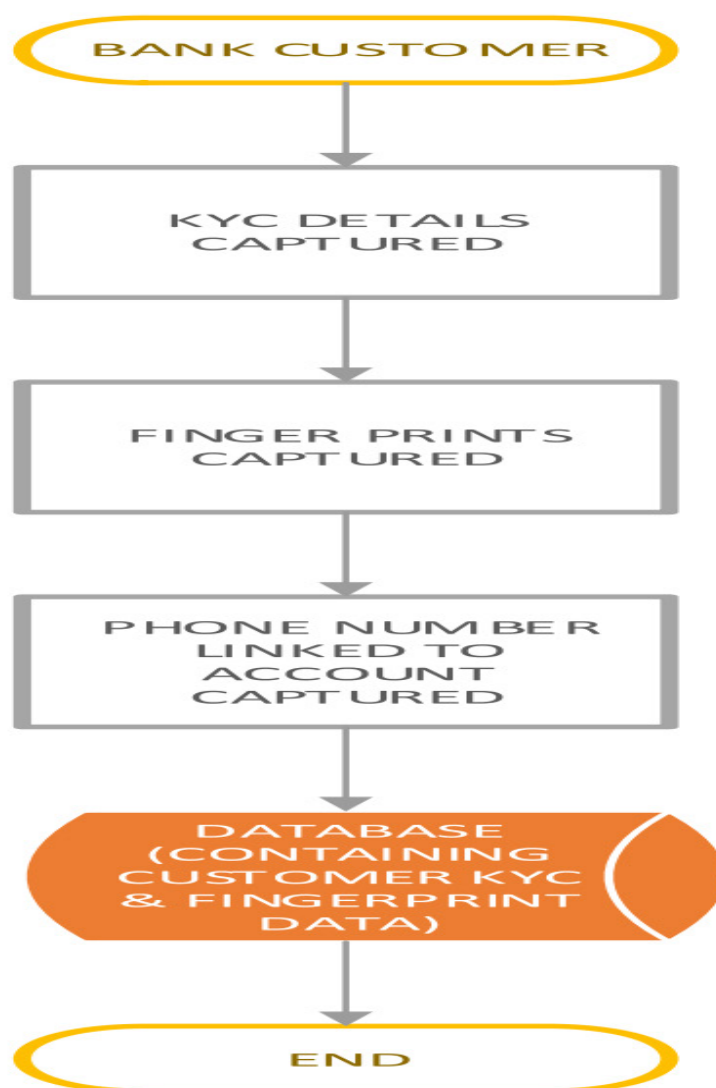 BANK CUSTOMER
KYC DETAILS
CAPTURED
FINGER PRINTS
CAPTURED
PHONE NUMBER
LINKED TO
ACCOUNT
CAPTURED
DATABASE
(CONTAINING
CUSTOMER KYC
& FINGERPRINT
DATA)
END